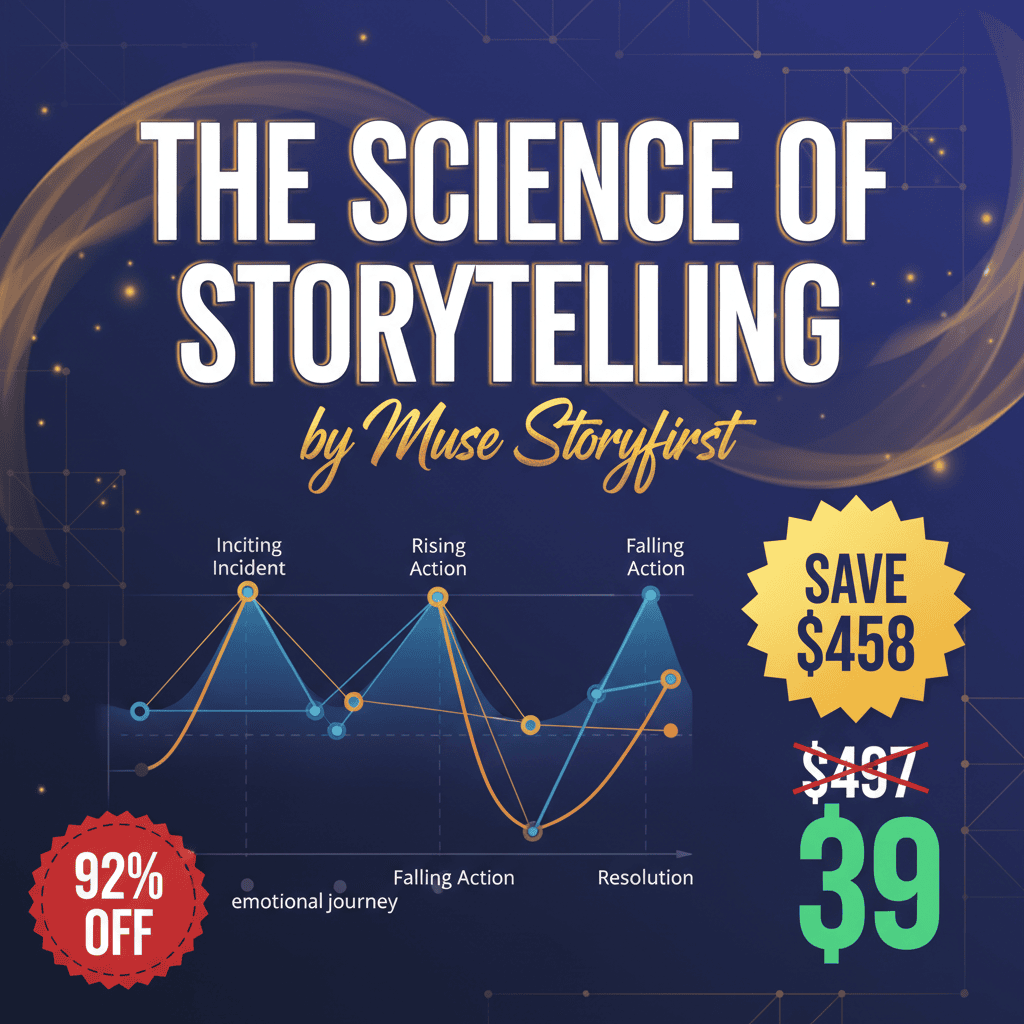 THE SCIENCE OF
STORYTELLING
by Muse Storyfirst
Inciting
Incident
Rising
Action
Falling
Action
SAVE
$458
$497
$39
92%
OFF
Falling Action
Resolution
emotional journey